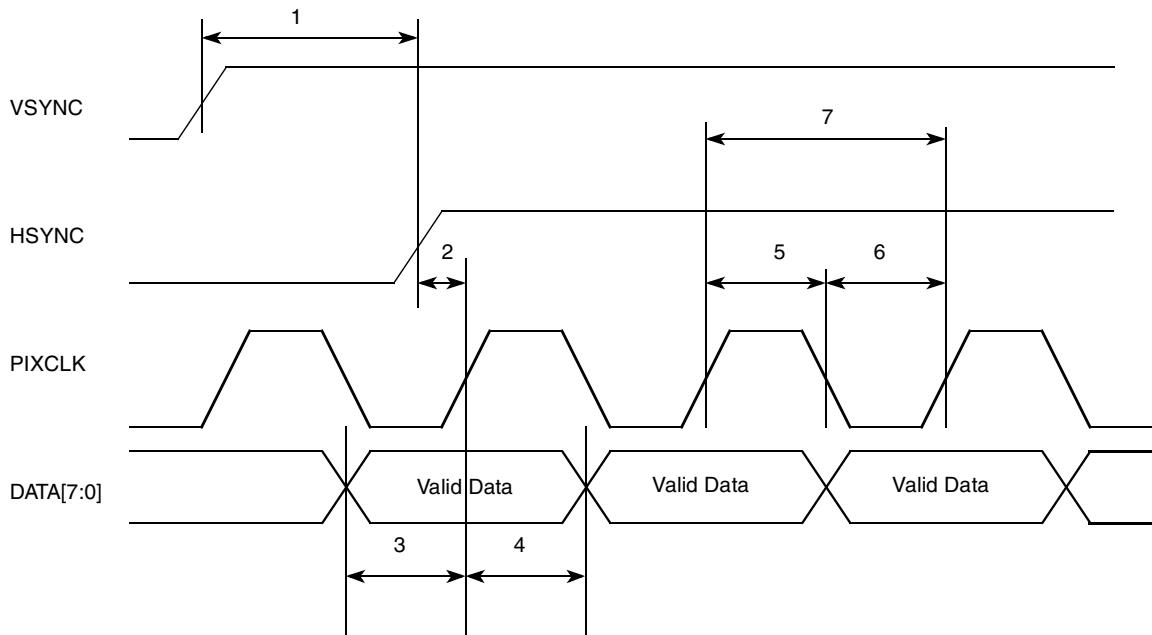 1
VSYNC
7
HSYNC
2
5
6
PIXCLK
DATA[7:0]
Valid Data
Valid Data
Valid Data
3
4